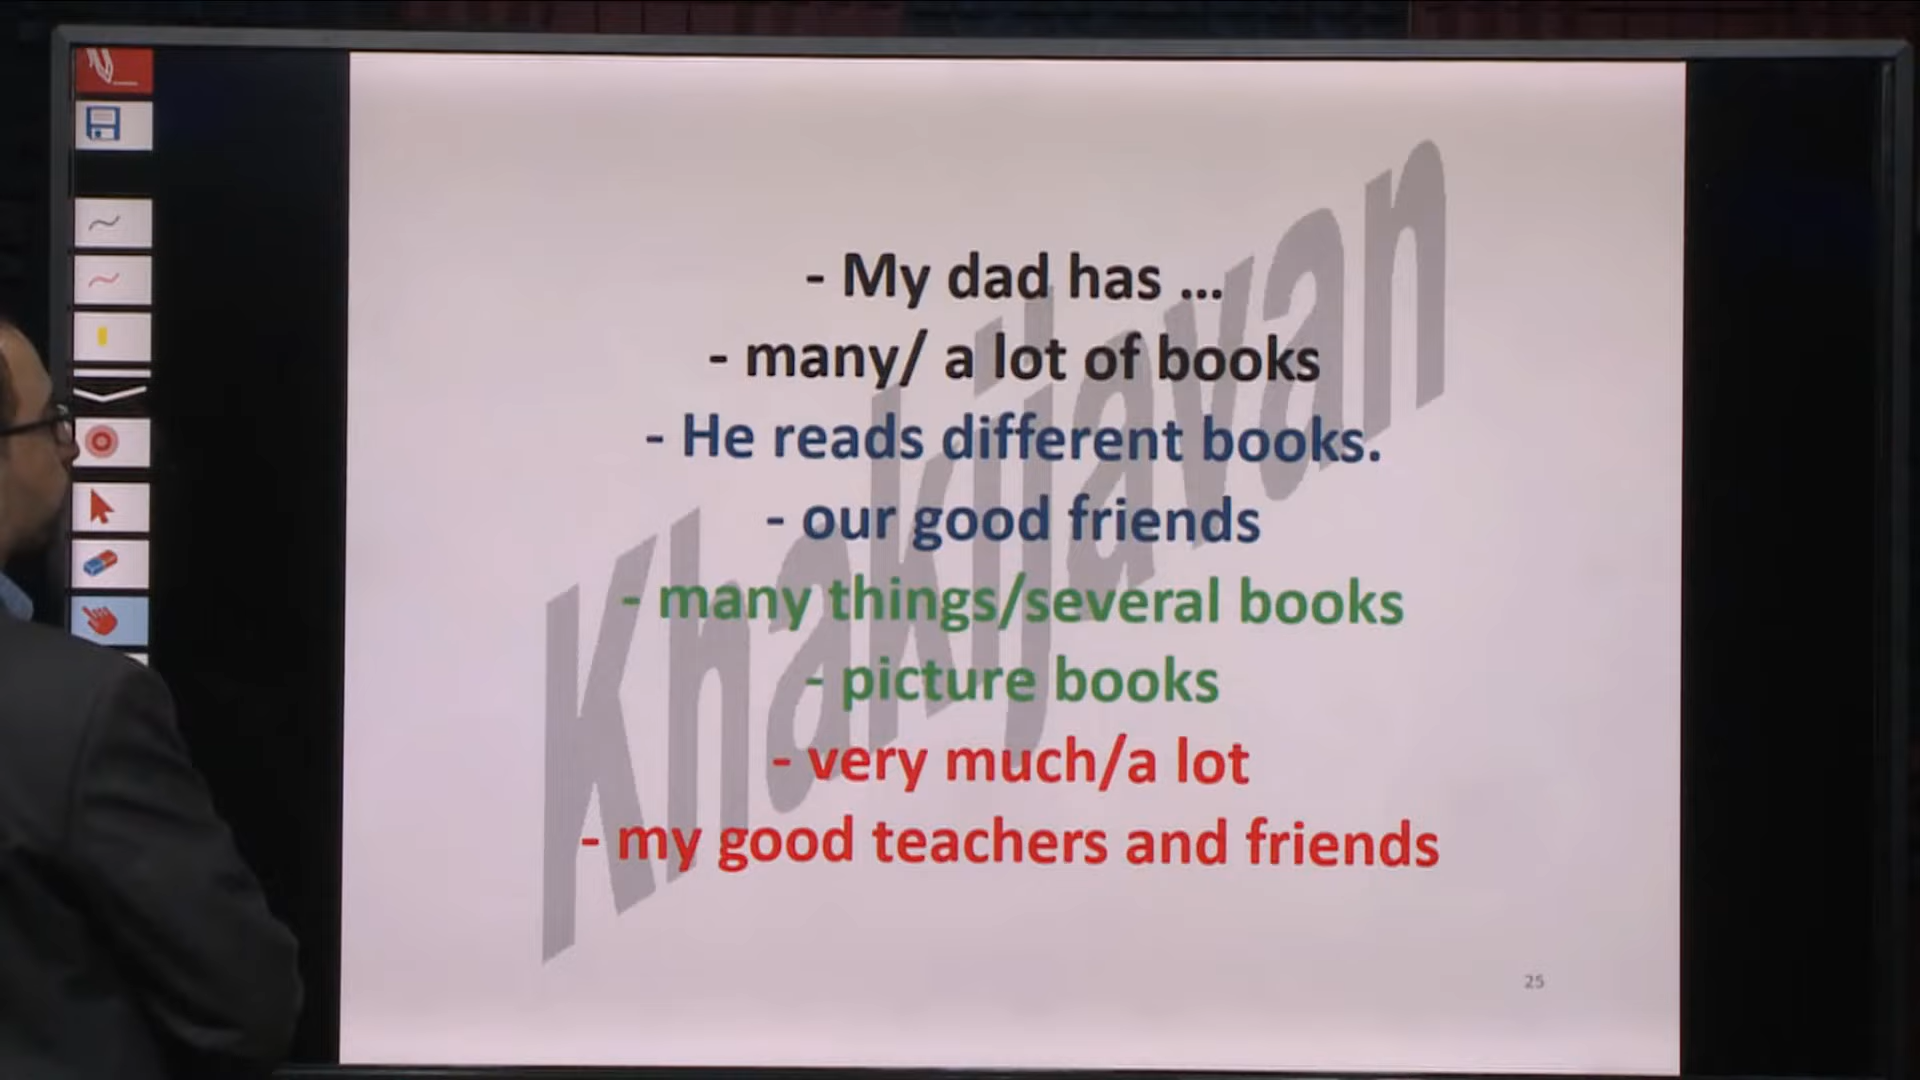 - My dad has ...
- many/ a lot of books
- He reads different books.
- our good friends
- many things/several books
- picture books
- very much/a lot
- my good teachers and friends
Khakijavan
25